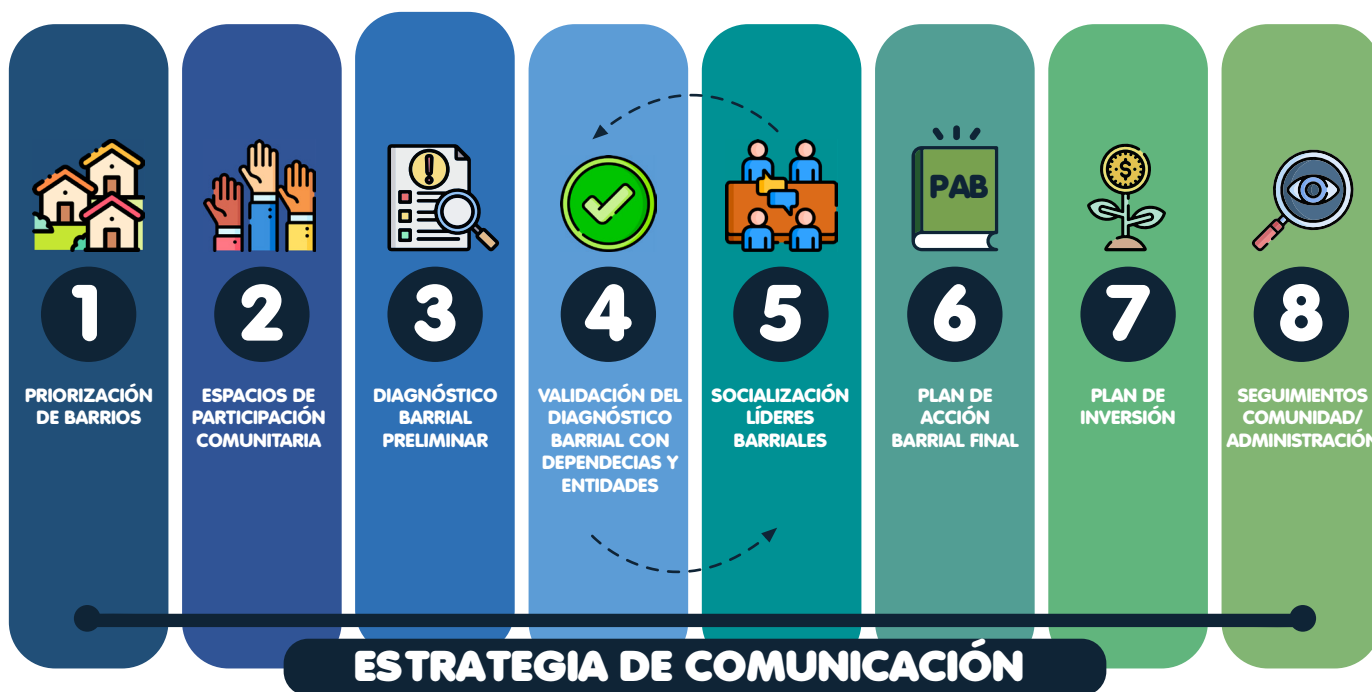 PAB
$
1
2
3
4
5
6
7
8
PRIORIZACIÓN
DE BARRIOS
ESPACIOS DE
PARTICIPACIÓN
COMUNITARIA
DIAGNÓSTICO
BARRIAL
PRELIMINAR
VALIDACIÓN DEL
DIAGNÓSTICO
BARRIAL CON
DEPENDECIAS Y
ENTIDADES
SOCIALIZACIÓN
LÍDERES
BARRIALES
PLAN DE
ACCIÓN
BARRIAL FINAL
PLAN DE
INVERSIÓN
SEGUIMIENTOS
COMUNIDAD/
ADMINISTRACIÓN
ESTRATEGIA DE COMUNICACIÓN